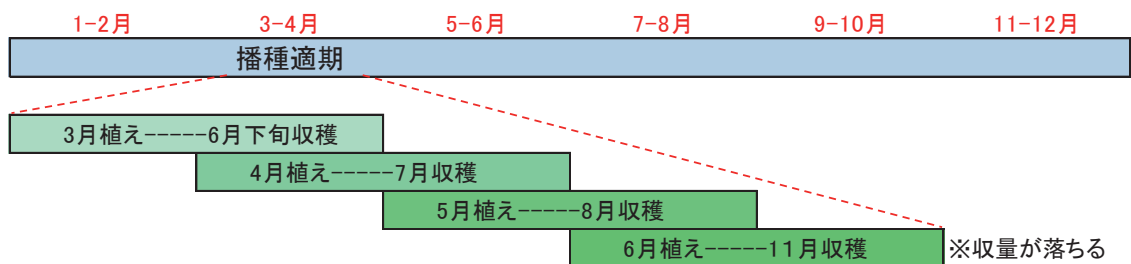 1-2月 3-4月 5-6月 7-8月 9-10月 11-12月
播種適期
3月植え-----6月下旬収穫
4月植え-----7月収穫
5月植え-----8月収穫
6月植え-----11月収穫 ※収量が落ちる